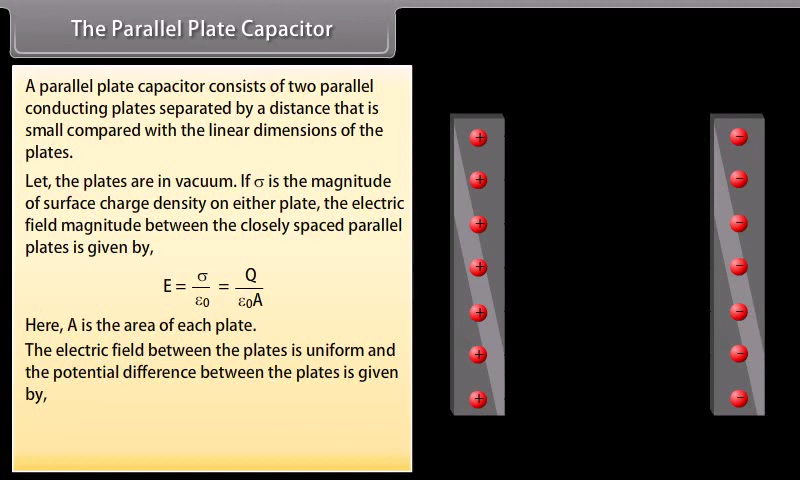 The Parallel Plate Capacitor
A parallel plate capacitor consists of two parallel
conducting plates separated by a distance that is
small compared with the linear dimensions of the
plates.
Let, the plates are in vacuum. If σ is the magnitude
of surface charge density on either plate, the electric
field magnitude between the closely spaced parallel
plates is given by,
E = σ/ε₀ = Q/ε₀A
Here, A is the area of each plate.
The electric field between the plates is uniform and
the potential difference between the plates is given
by,
+ −
+ −
+ −
+ −
+ −
+ −
+ −